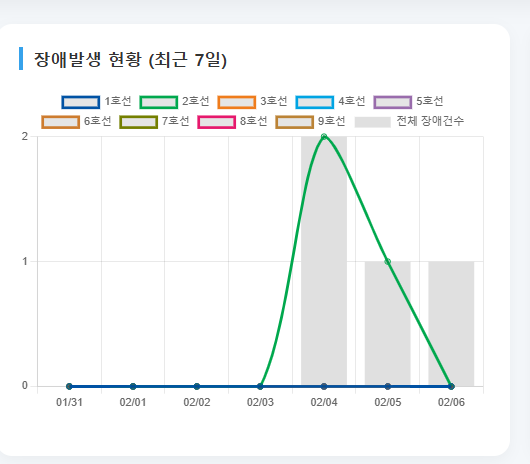 장애발생 현황 (최근 7일)
1호선 2호선 3호선 4호선 5호선
6호선 7호선 8호선 9호선 전체 장애건수
2
1
0
01/31 02/01 02/02 02/03 02/04 02/05 02/06